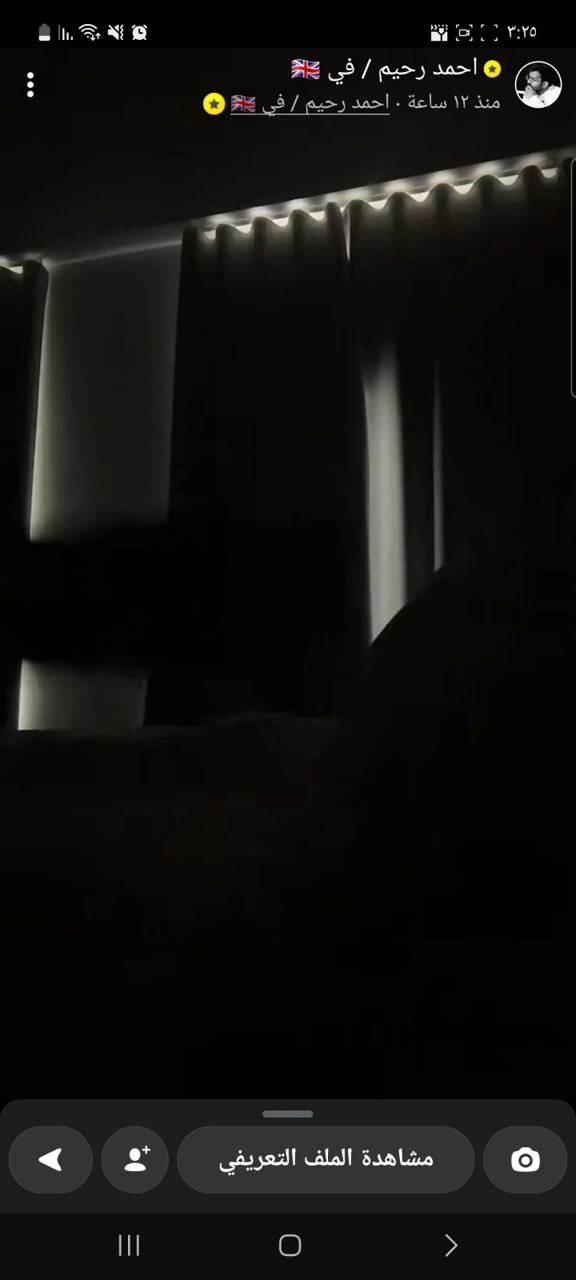 ٣:٢٥
احمد رحيم / في 🇬🇧
منذ ١٢ ساعة · احمد رحيم / في 🇬🇧
مشاهدة الملف التعريفي